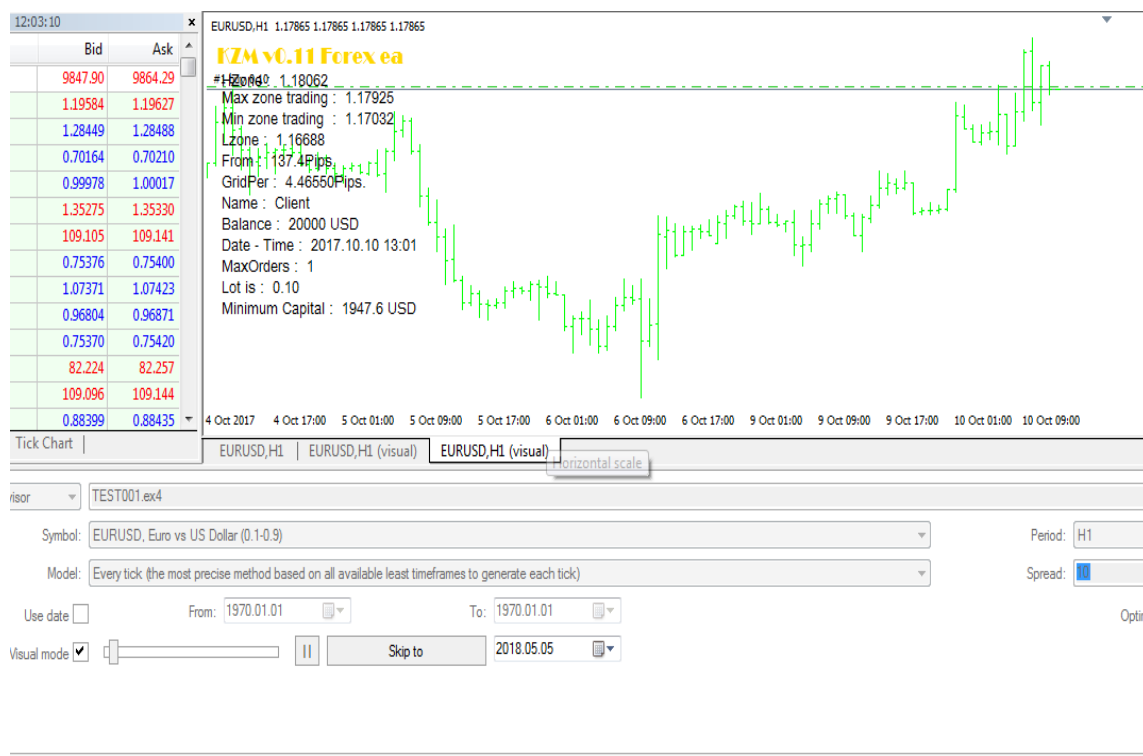 12:03:10
Bid Ask
9847.90 9864.29
1.19584 1.19627
1.28449 1.28488
0.70164 0.70210
0.99978 1.00017
1.35275 1.35330
109.105 109.141
0.75376 0.75400
1.07371 1.07423
0.96804 0.96871
0.75370 0.75420
82.224 82.257
109.096 109.144
0.88399 0.88435
Tick Chart
EURUSD,H1 1.17865 1.17865 1.17865 1.17865
KZM v0.11 Forex ea
HZone : 1.18062
Max zone trading : 1.17925
Min zone trading : 1.17032
Lzone : 1.16688
From : 137.4Pips.
GridPer : 4.46550Pips.
Name : Client
Balance : 20000 USD
Date - Time : 2017.10.10 13:01
MaxOrders : 1
Lot is : 0.10
Minimum Capital : 1947.6 USD
4 Oct 2017 4 Oct 17:00 5 Oct 01:00 5 Oct 09:00 5 Oct 17:00 6 Oct 01:00 6 Oct 09:00 6 Oct 17:00 9 Oct 01:00 9 Oct 09:00 9 Oct 17:00 10 Oct 01:00 10 Oct 09:00
EURUSD,H1 EURUSD,H1 (visual) EURUSD,H1 (visual)
Horizontal scale
visor TEST001.ex4
Symbol: EURUSD, Euro vs US Dollar (0.1-0.9) Period: H1
Model: Every tick (the most precise method based on all available least timeframes to generate each tick) Spread: 10
Use date From: 1970.01.01 To: 1970.01.01 Optin
Visual mode Skip to 2018.05.05